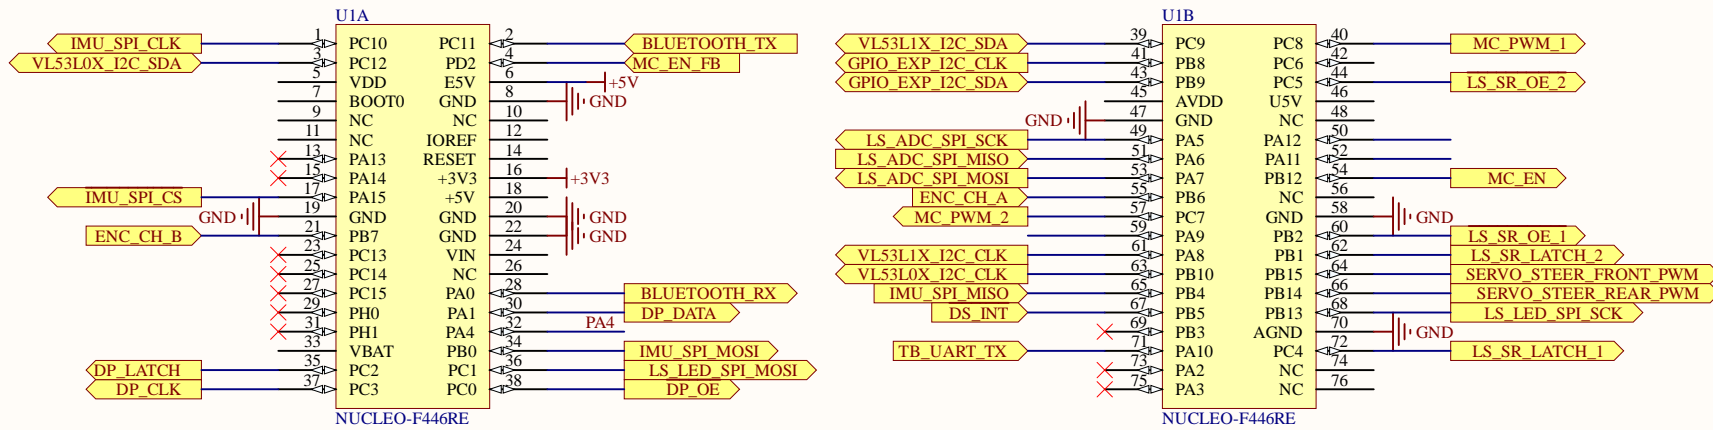 U1A
IMU_SPI_CLK 1 PC10 PC11 2 BLUETOOTH_TX
VL53L0X_I2C_SDA 3 PC12 PD2 4 MC_EN_FB
5 VDD E5V 6 +5V
7 BOOT0 GND 8 GND
9 NC NC 10
11 NC IOREF 12
13 PA13 RESET 14
15 PA14 +3V3 16 +3V3
IMU_SPI_CS 17 PA15 +5V 18
GND 19 GND GND 20 GND
ENC_CH_B 21 PB7 GND 22 GND
23 PC13 VIN 24
25 PC14 NC 26
27 PC15 PA0 28 BLUETOOTH_RX
29 PH0 PA1 30 DP_DATA
31 PH1 PA4 32 PA4
33 VBAT PB0 34 IMU_SPI_MOSI
DP_LATCH 35 PC2 PC1 36 LS_LED_SPI_MOSI
DP_CLK 37 PC3 PC0 38 DP_OE
NUCLEO-F446RE
U1B
VL53L1X_I2C_SDA 39 PC9 PC8 40 MC_PWM_1
GPIO_EXP_I2C_CLK 41 PB8 PC6 42
GPIO_EXP_I2C_SDA 43 PB9 PC5 44 LS_SR_OE_2
45 AVDD U5V 46
GND 47 GND NC 48
LS_ADC_SPI_SCK 49 PA5 PA12 50
LS_ADC_SPI_MISO 51 PA6 PA11 52
LS_ADC_SPI_MOSI 53 PA7 PB12 54 MC_EN
ENC_CH_A 55 PB6 NC 56
MC_PWM_2 57 PC7 GND 58 GND
59 PA9 PB2 60 LS_SR_OE_1
VL53L1X_I2C_CLK 61 PA8 PB1 62 LS_SR_LATCH_2
VL53L0X_I2C_CLK 63 PB10 PB15 64 SERVO_STEER_FRONT_PWM
IMU_SPI_MISO 65 PB4 PB14 66 SERVO_STEER_REAR_PWM
DS_INT 67 PB5 PB13 68 LS_LED_SPI_SCK
69 PB3 AGND 70 GND
TB_UART_TX 71 PA10 PC4 72 LS_SR_LATCH_1
73 PA2 NC 74
75 PA3 NC 76
NUCLEO-F446RE